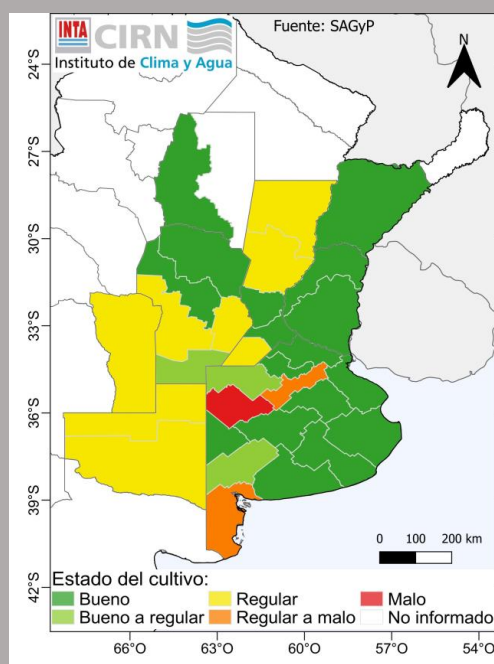 INTA CIRN
Instituto de Clima y Agua
Fuente: SAGyP
N
24°S
27°S
30°S
33°S
36°S
39°S
42°S
0 100 200 km
Estado del cultivo:
Bueno Regular Malo
Bueno a regular Regular a malo No informado
66°O 63°O 60°O 57°O 54°O